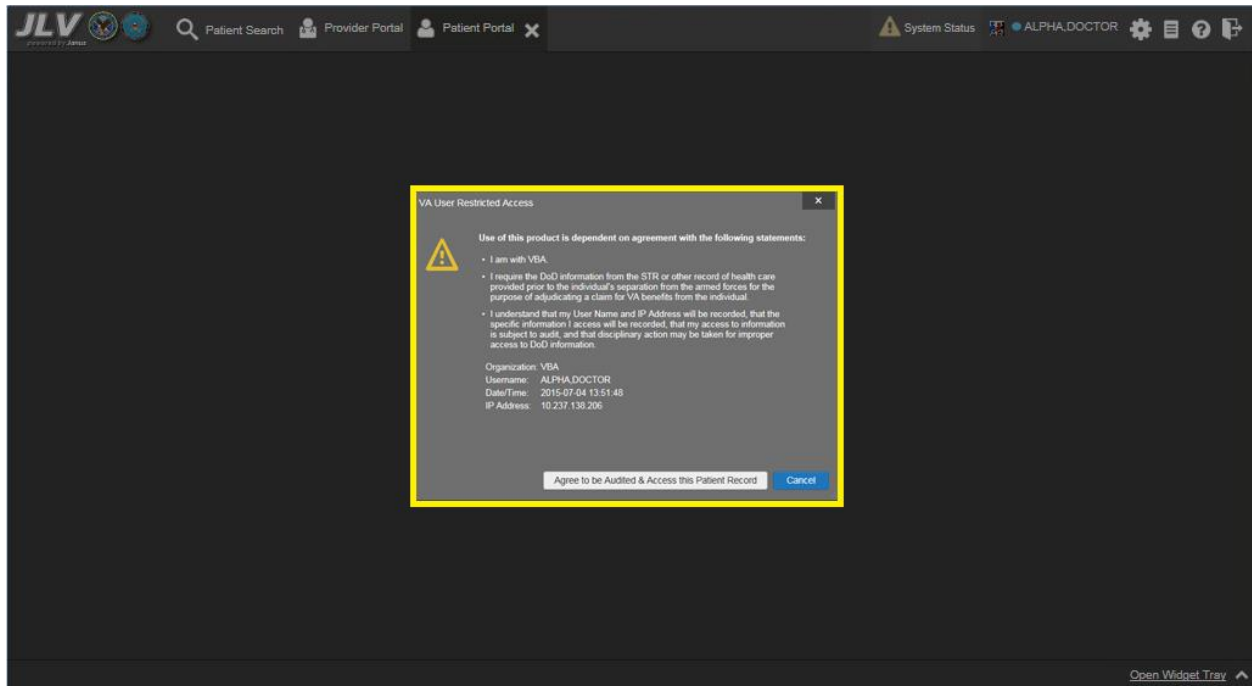 JLV
powered by Janus
Patient Search
Provider Portal
Patient Portal
System Status
ALPHA,DOCTOR
VA User Restricted Access
x
Use of this product is dependent on agreement with the following statements:
• I am with VBA.
• I require the DoD information from the STR or other record of health care
provided prior to the individual's separation from the armed forces for the
purpose of adjudicating a claim for VA benefits from the individual.
• I understand that my User Name and IP Address will be recorded, that the
specific information I access will be recorded, that my access to information
is subject to audit, and that disciplinary action may be taken for improper
access to DoD information.
Organization: VBA
Username: ALPHA,DOCTOR
Date/Time: 2015-07-04 13:51:48
IP Address: 10.237.138.206
Agree to be Audited & Access this Patient Record
Cancel
Open Widget Tray